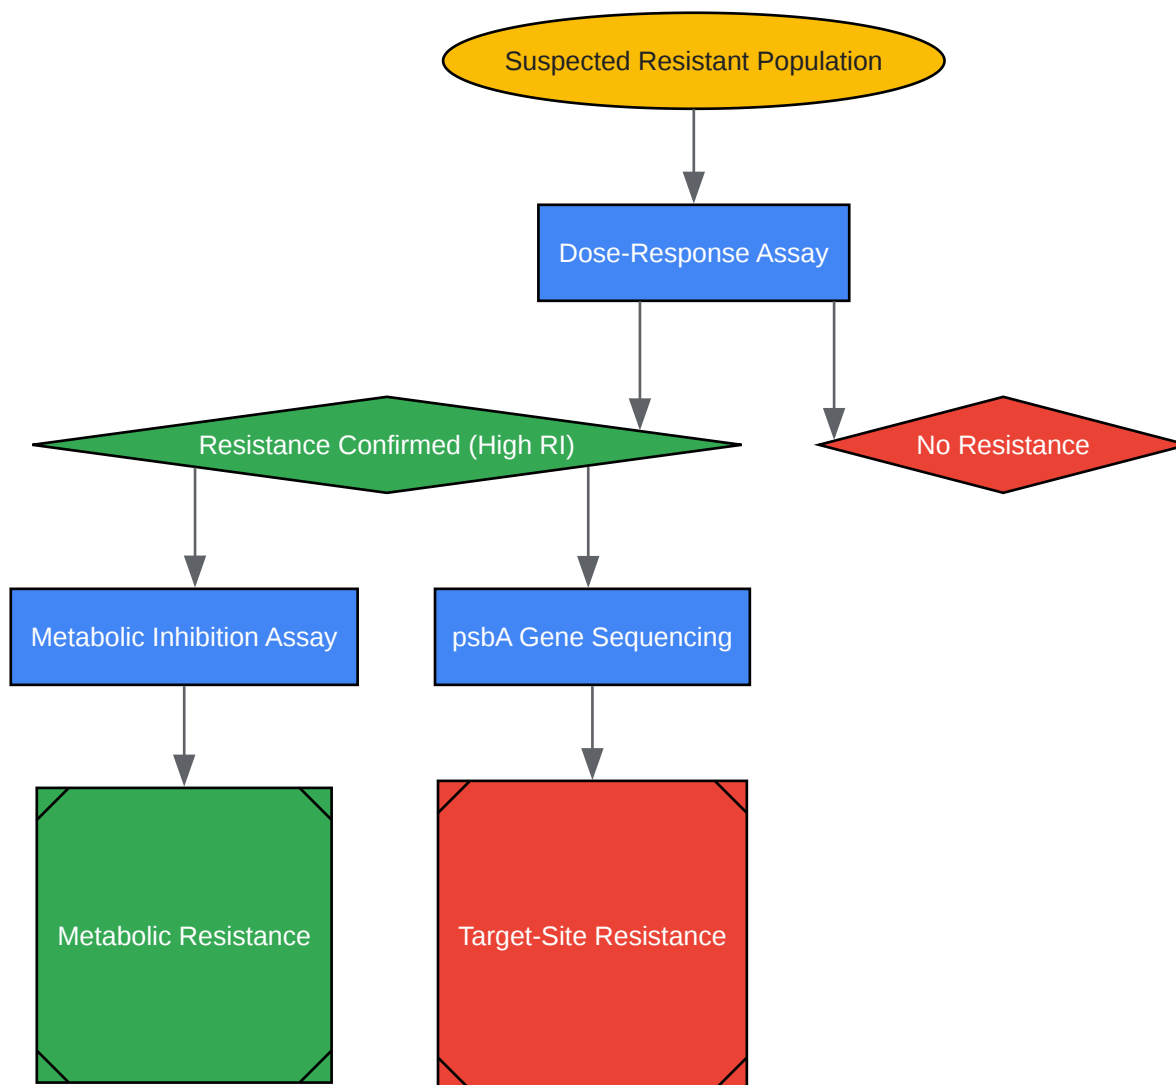 Suspected Resistant Population
Dose-Response Assay
Resistance Confirmed (High RI)
No Resistance
Metabolic Inhibition Assay
psbA Gene Sequencing
Metabolic Resistance
Target-Site Resistance